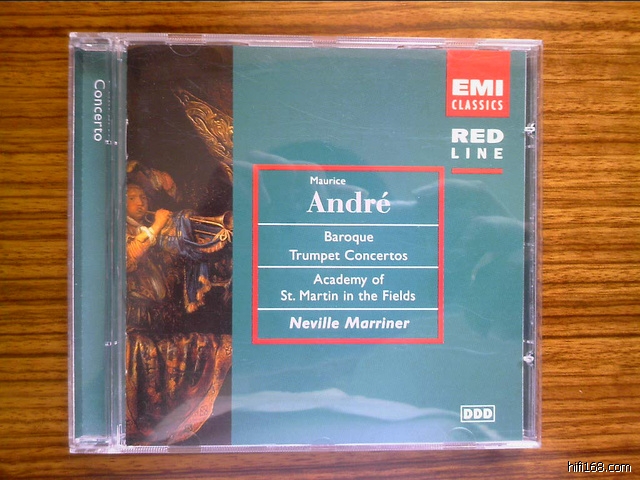 Concerto
EMI
CLASSICS
RED
LINE
Maurice
André
Baroque
Trumpet Concertos
Academy of
St. Martin in the Fields
Neville Marriner
DDD
hifi168.com